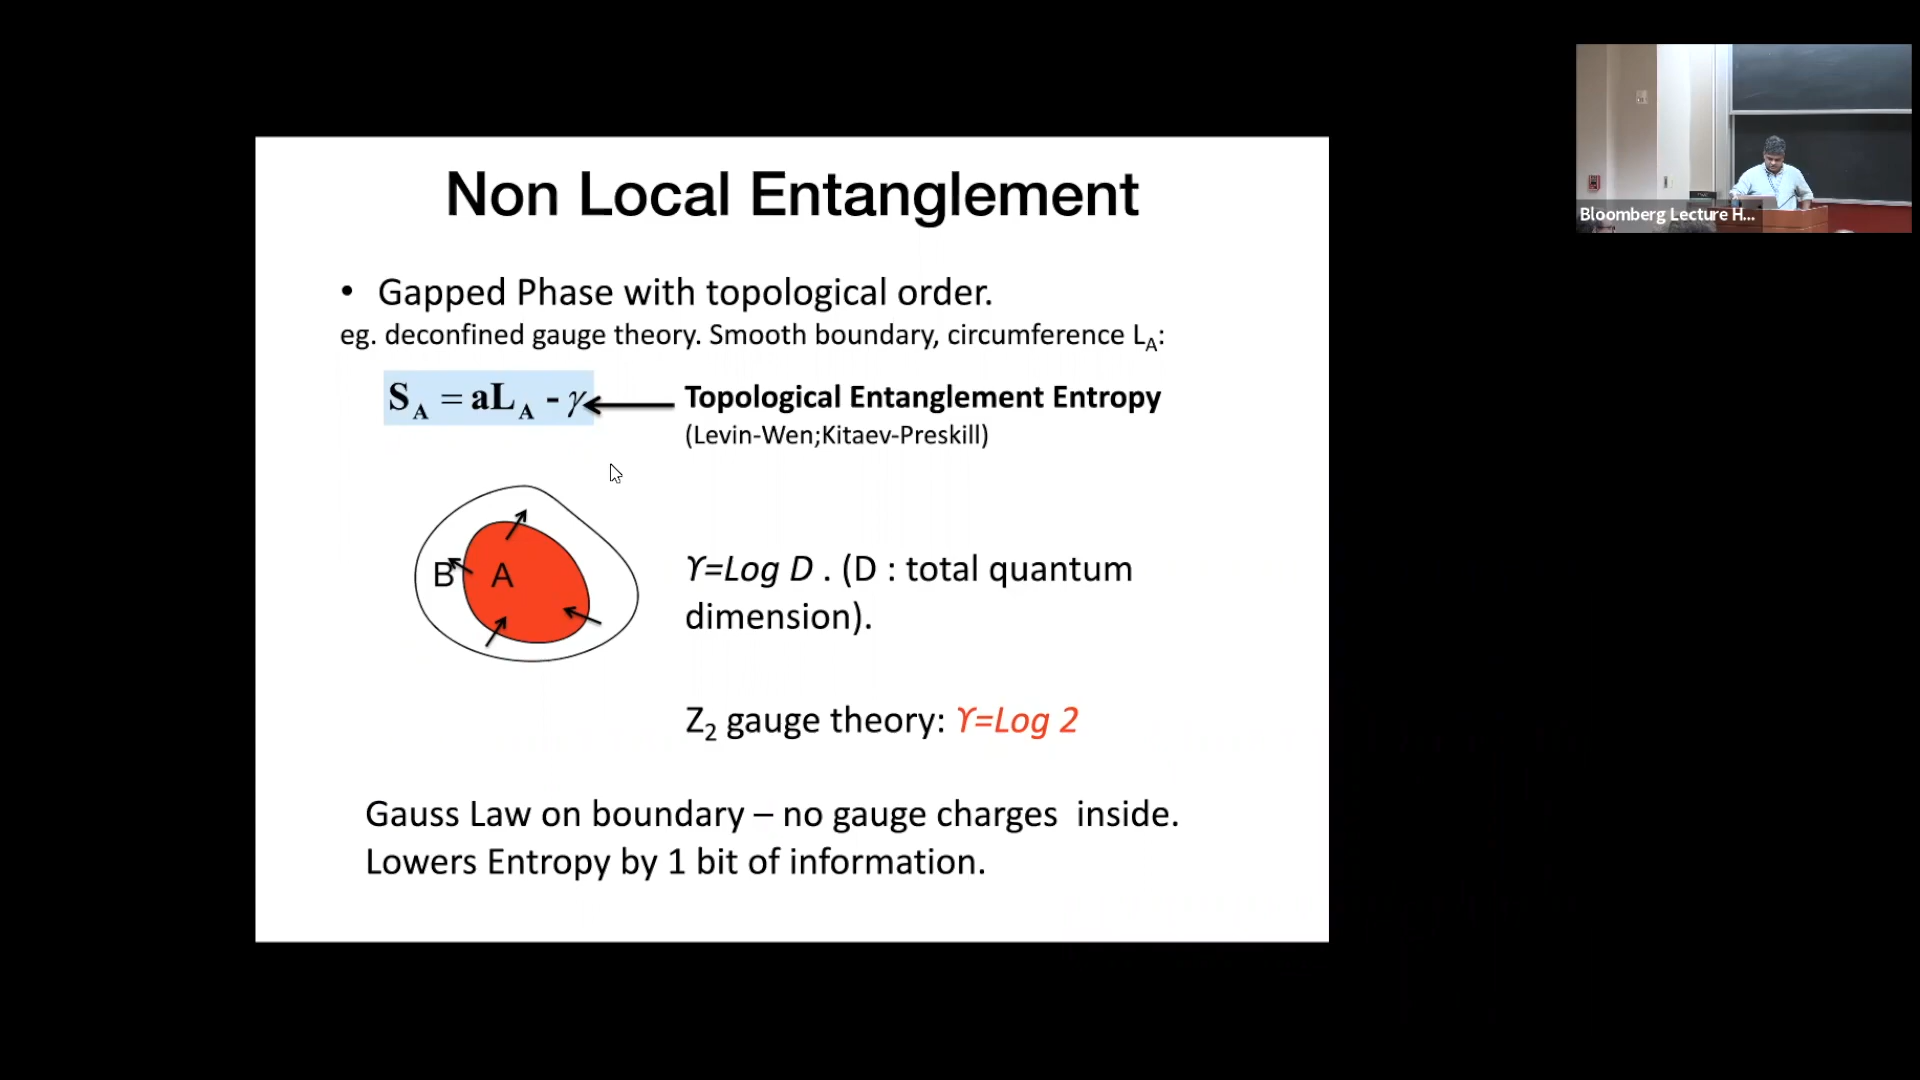 Non Local Entanglement
• Gapped Phase with topological order.
eg. deconfined gauge theory. Smooth boundary, circumference L_A:
S_A = aL_A - γ
Topological Entanglement Entropy
(Levin-Wen;Kitaev-Preskill)
B A
ϒ=Log D . (D : total quantum
dimension).
Z₂ gauge theory: ϒ=Log 2
Gauss Law on boundary – no gauge charges inside.
Lowers Entropy by 1 bit of information.
Bloomberg Lecture H...